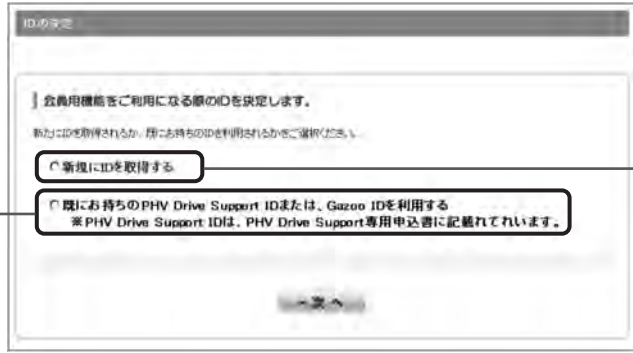 IDの決定
会員用機能をご利用になる際のIDを決定します。
新たにIDを取得されるか、既にお持ちのIDを利用されるかをご選択ください。
新規にIDを取得する
既にお持ちのPHV Drive Support IDまたは、Gazoo IDを利用する
※PHV Drive Support IDは、PHV Drive Support専用申込書に記載れてれいます。
次へ